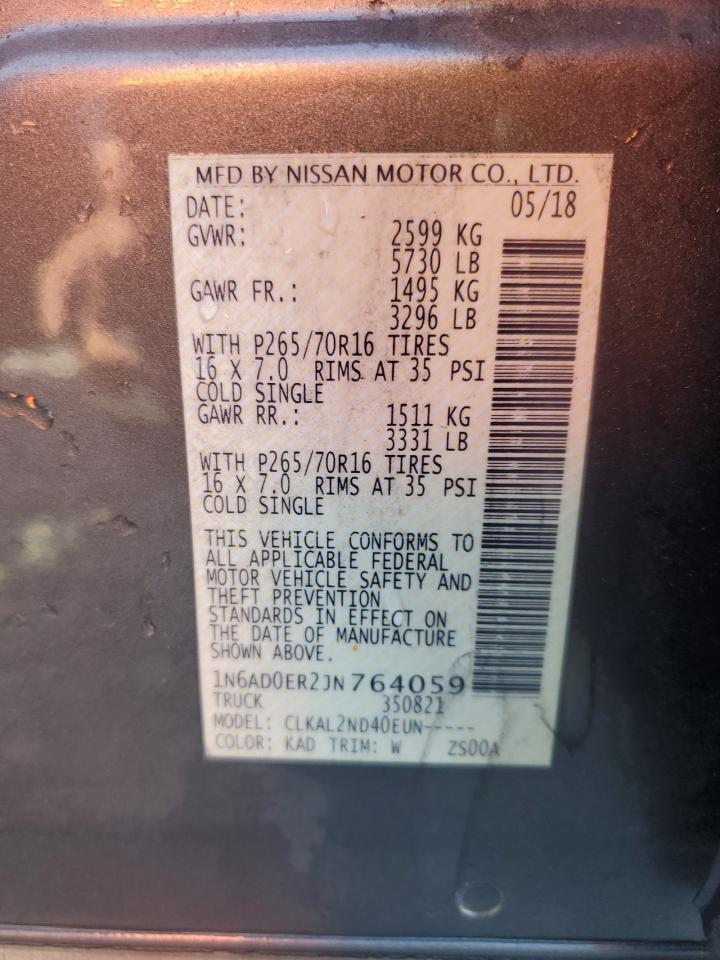 MFD BY NISSAN MOTOR CO., LTD.
DATE: 05/18
GVWR: 2599 KG
5730 LB
GAWR FR.: 1495 KG
3296 LB
WITH P265/70R16 TIRES
16 X 7.0 RIMS AT 35 PSI
COLD SINGLE
GAWR RR.: 1511 KG
3331 LB
WITH P265/70R16 TIRES
16 X 7.0 RIMS AT 35 PSI
COLD SINGLE
THIS VEHICLE CONFORMS TO
ALL APPLICABLE FEDERAL
MOTOR VEHICLE SAFETY AND
THEFT PREVENTION
STANDARDS IN EFFECT ON
THE DATE OF MANUFACTURE
SHOWN ABOVE.
1N6AD0ER2JN764059
TRUCK 350821
MODEL: CLKAL2ND40EUN-----
COLOR: KAD TRIM: W ZS00A